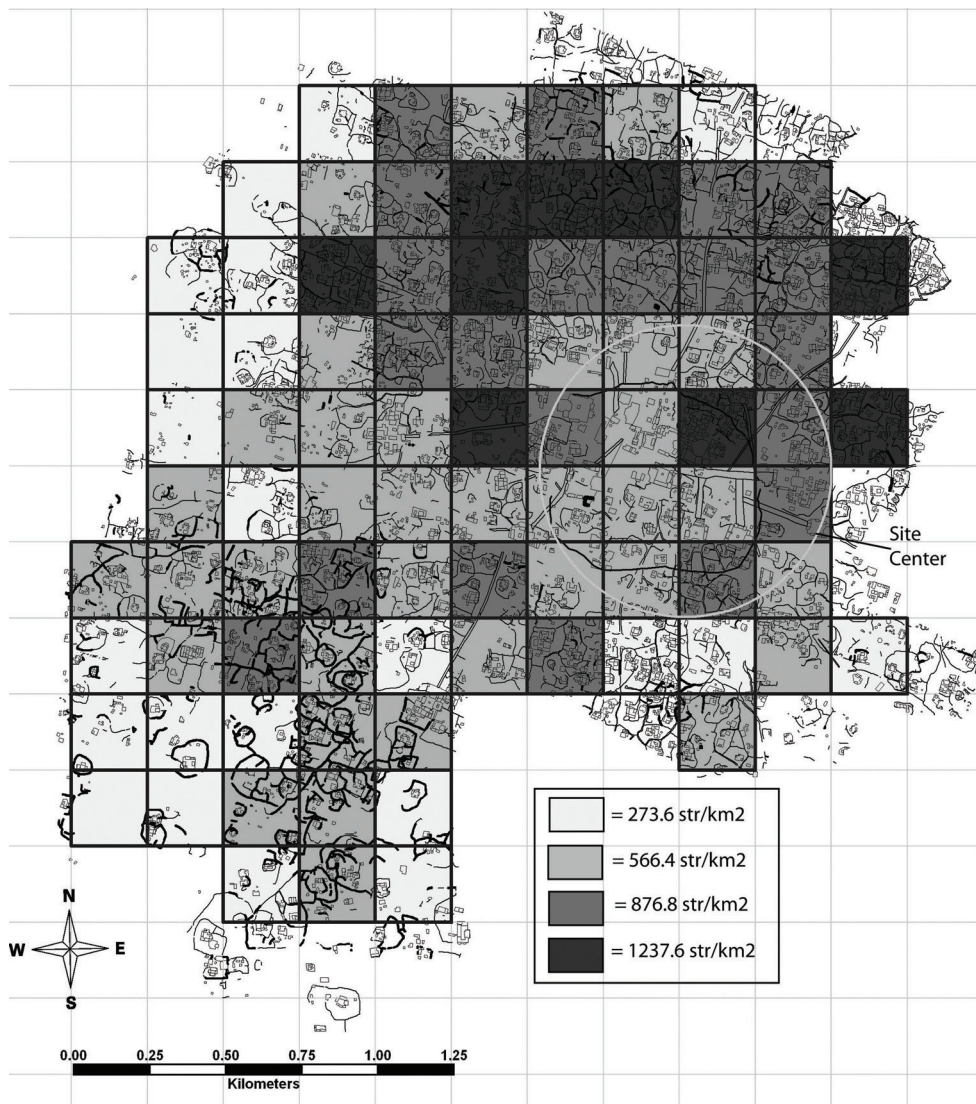 Site
Center
= 273.6 str/km2
= 566.4 str/km2
= 876.8 str/km2
= 1237.6 str/km2
N
W E
S
0.00 0.25 0.50 0.75 1.00 1.25
Kilometers